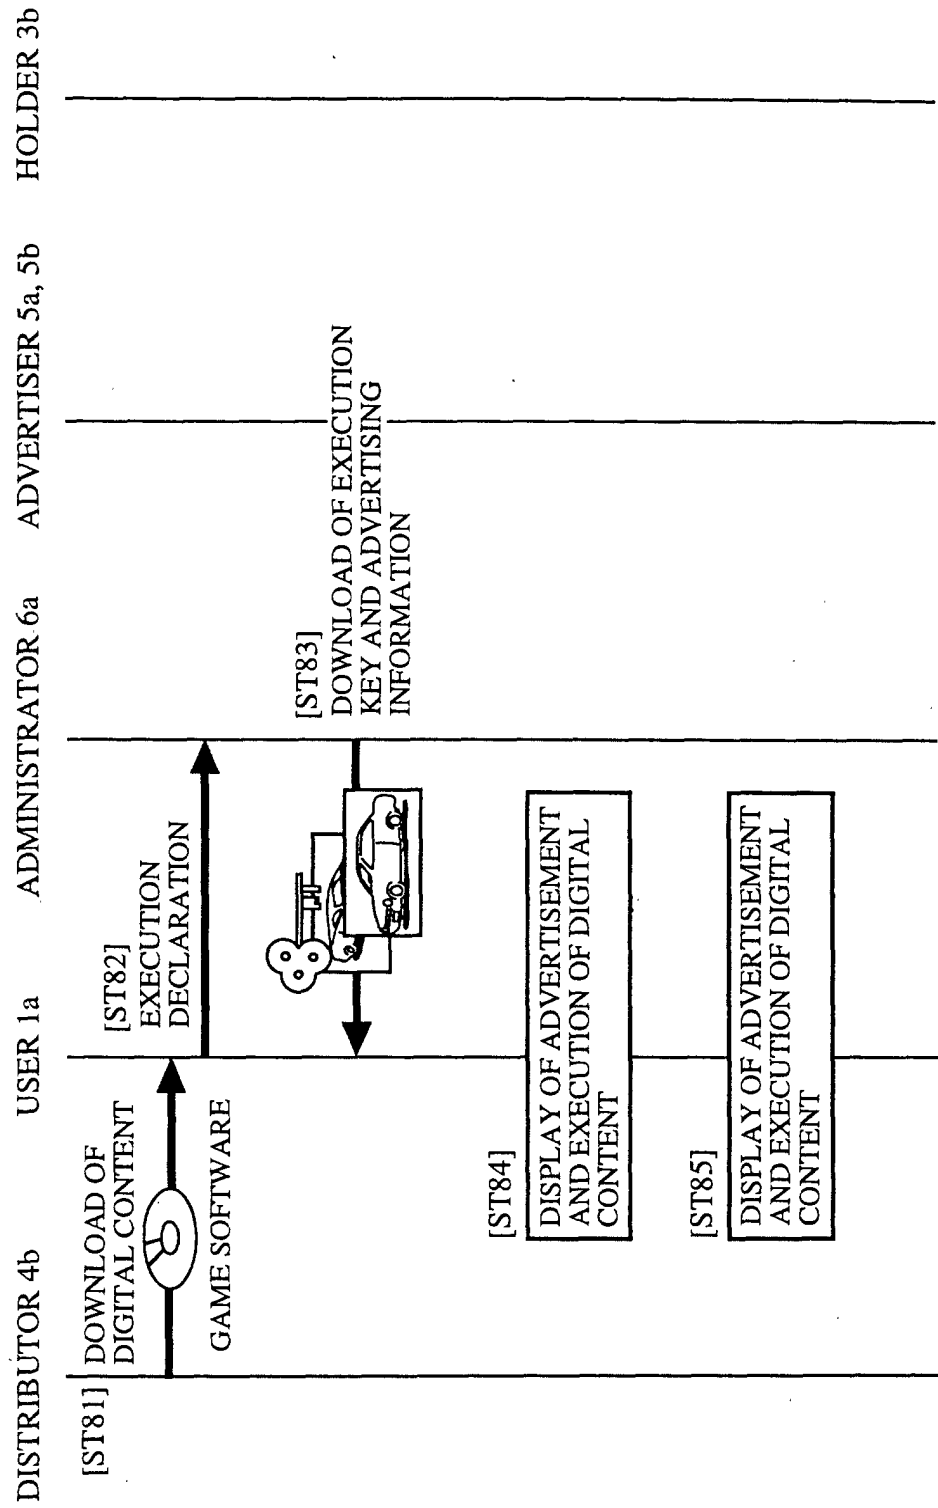 DISTRIBUTOR 4b
USER 1a
ADMINISTRATOR 6a
ADVERTISER 5a, 5b
HOLDER 3b
[ST81]
DOWNLOAD OF
DIGITAL CONTENT
GAME SOFTWARE
[ST82]
EXECUTION
DECLARATION
[ST83]
DOWNLOAD OF EXECUTION
KEY AND ADVERTISING
INFORMATION
[ST84]
DISPLAY OF ADVERTISEMENT
AND EXECUTION OF DIGITAL
CONTENT
[ST85]
DISPLAY OF ADVERTISEMENT
AND EXECUTION OF DIGITAL
CONTENT